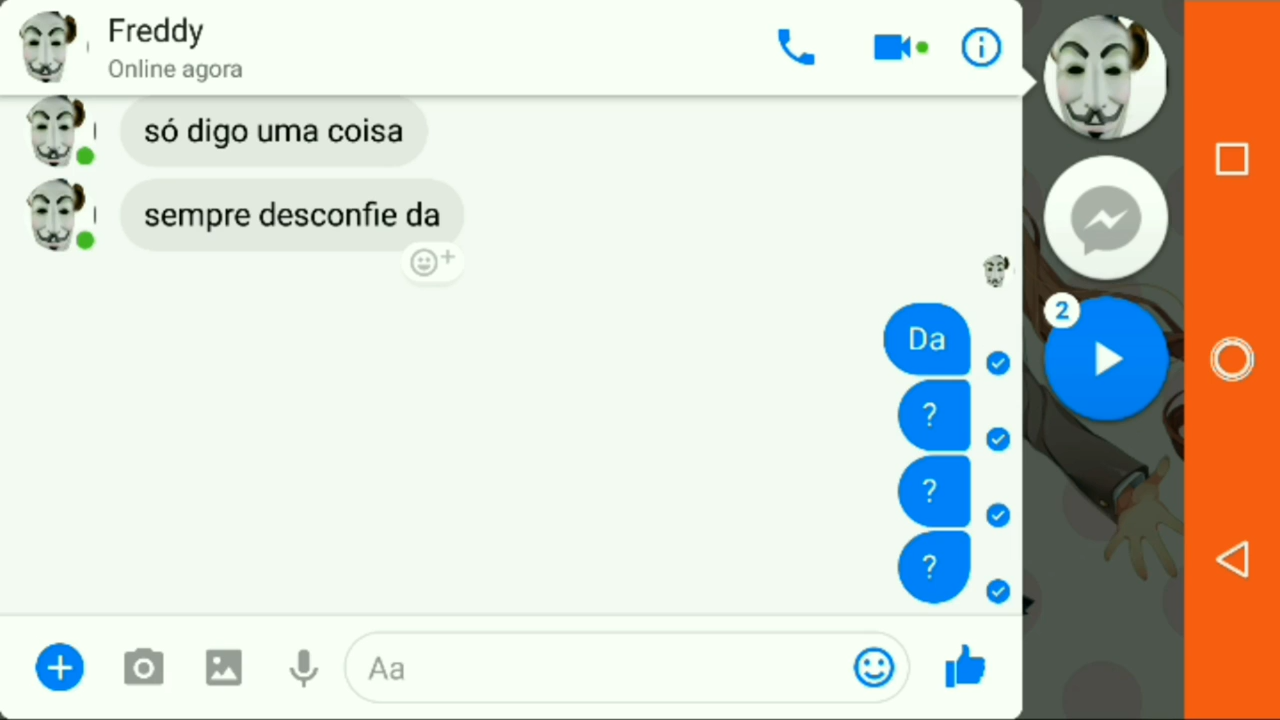 Freddy
Online agora
só digo uma coisa
sempre desconfie da
Da
?
?
?
2
Aa